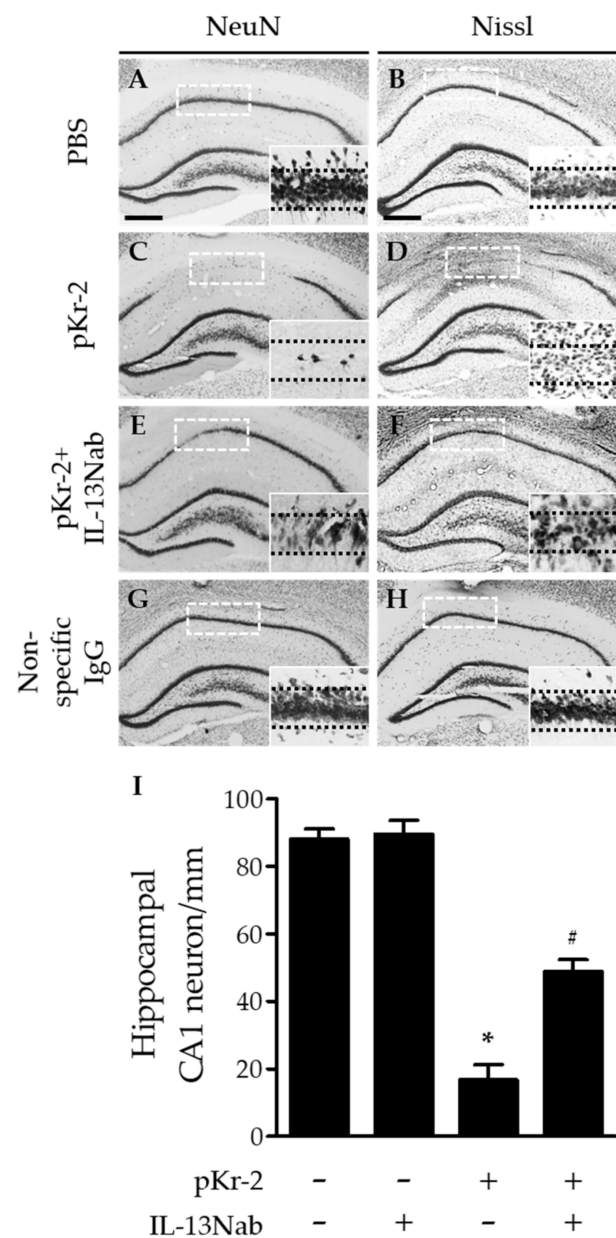 NeuN Nissl
A B
PBS
C D
pKr-2
E F
pKr-2+
IL-13Nab
G H
Non-
specific
IgG
I
100
80
60
40
20
0
Hippocampal
CA1 neuron/mm
* #
pKr-2 - - + +
IL-13Nab - + - +